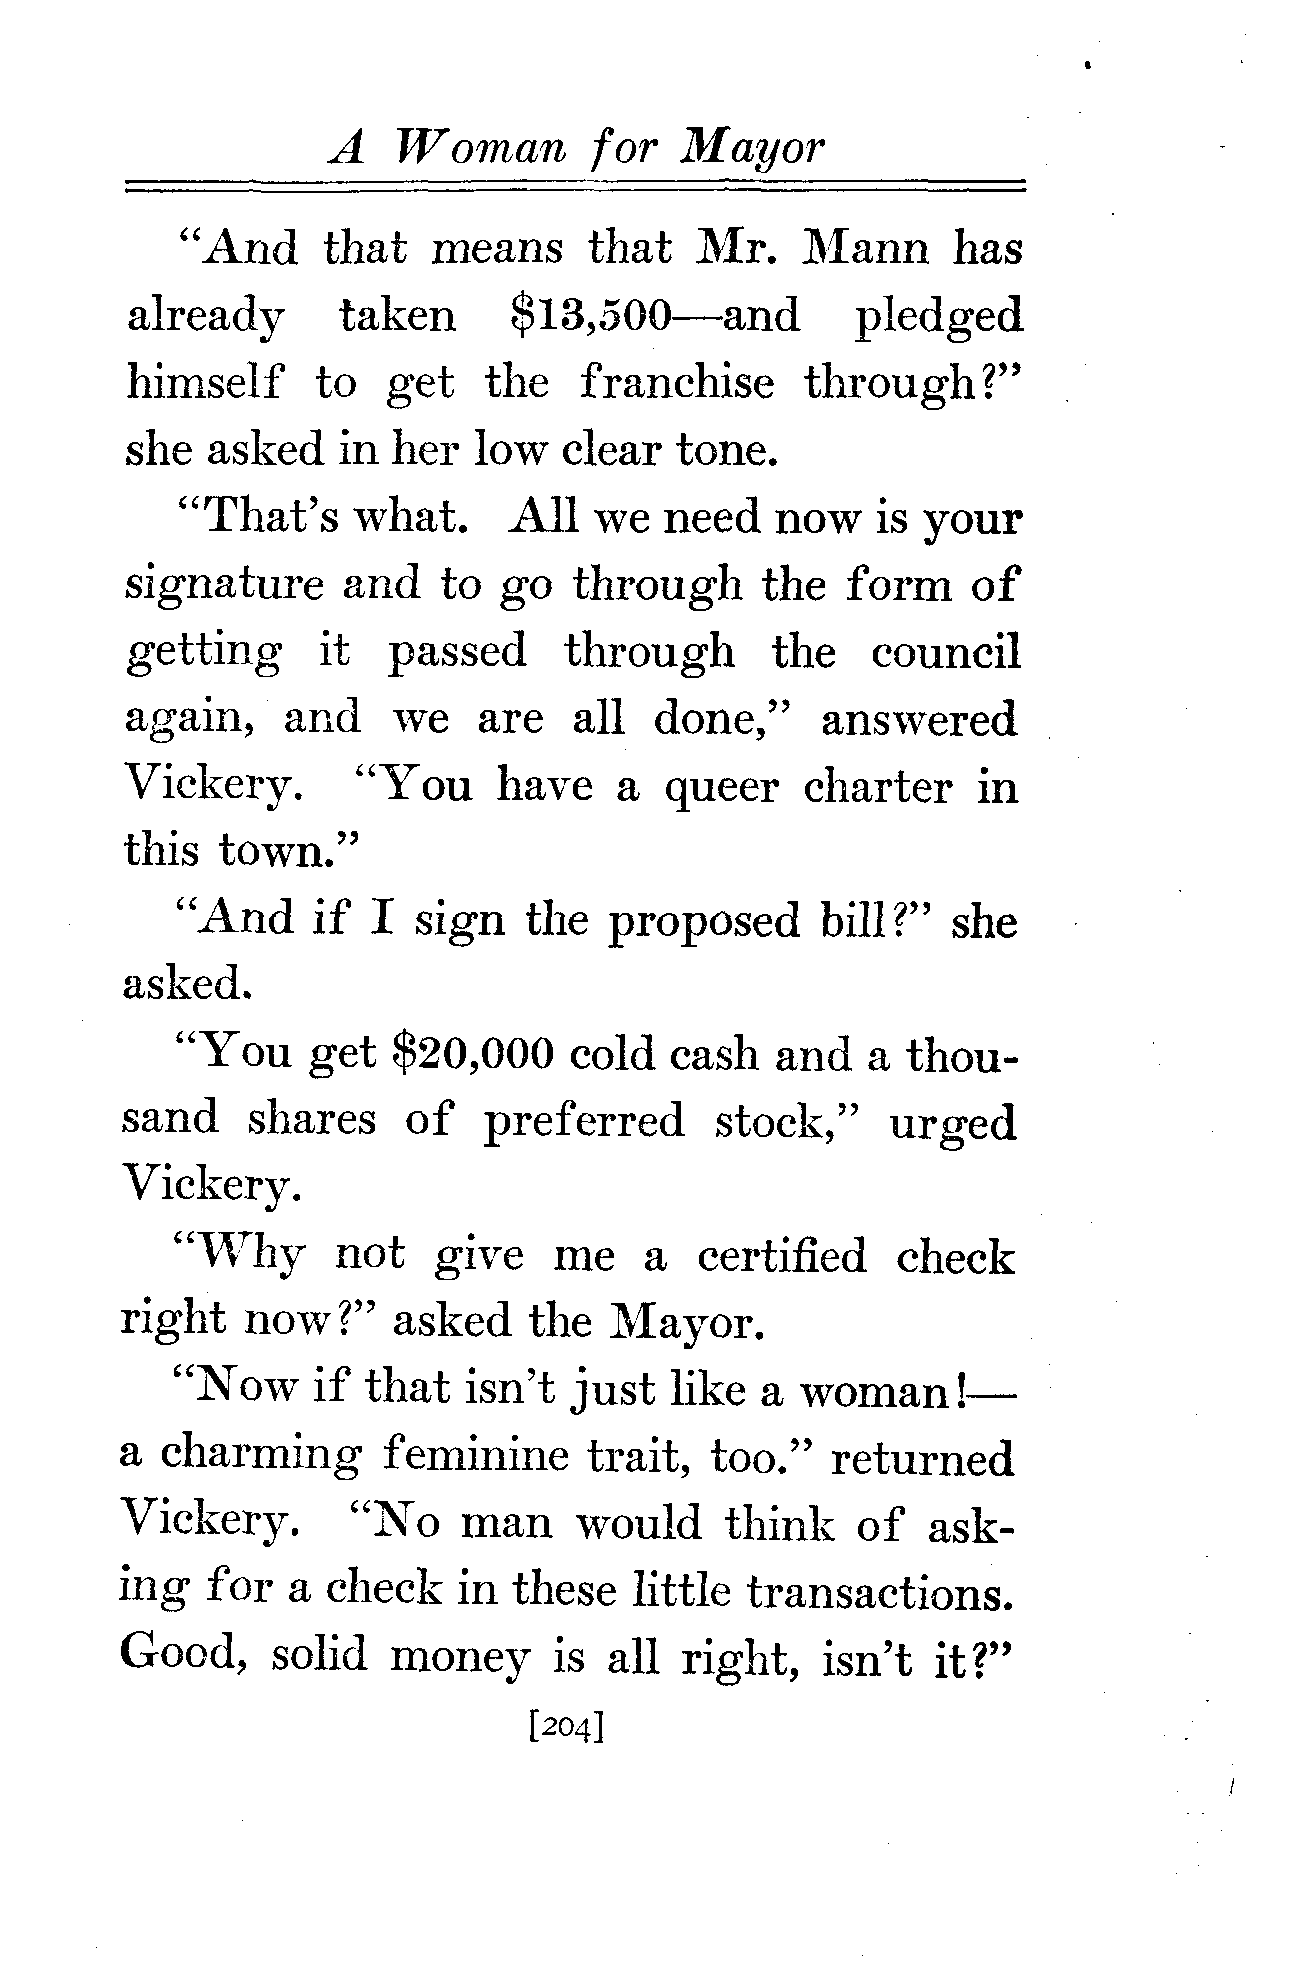 A Woman for Mayor
“And that means that Mr. Mann has
already taken $13,500—and pledged
himself to get the franchise through?”
she asked in her low clear tone.
“That’s what. All we need now is your
signature and to go through the form of
getting it passed through the council
again, and we are all done,” answered
Vickery. “You have a queer charter in
this town.”
“And if I sign the proposed bill?” she
asked.
“You get $20,000 cold cash and a thou-
sand shares of preferred stock,” urged
Vickery.
“Why not give me a certified check
right now?” asked the Mayor.
“Now if that isn’t just like a woman!—
a charming feminine trait, too.” returned
Vickery. “No man would think of ask-
ing for a check in these little transactions.
Good, solid money is all right, isn’t it?”
[204]